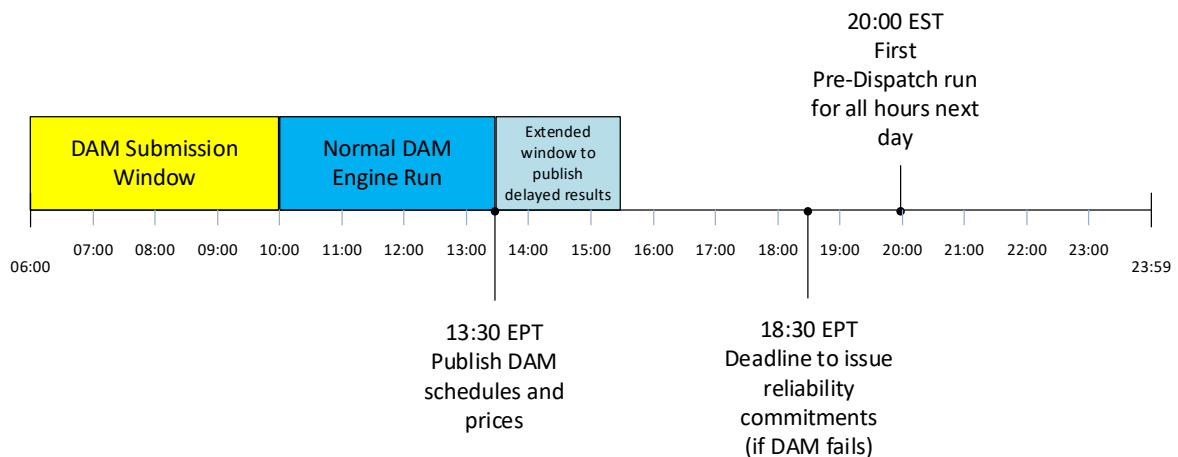 20:00 EST
First
Pre-Dispatch run
for all hours next
day
DAM Submission
Window
Normal DAM
Engine Run
Extended
window to
publish
delayed results
06:00
07:00
08:00
09:00
10:00
11:00
12:00
13:00
14:00
15:00
16:00
17:00
18:00
19:00
20:00
21:00
22:00
23:00
23:59
13:30 EPT
Publish DAM
schedules and
prices
18:30 EPT
Deadline to issue
reliability
commitments
(if DAM fails)